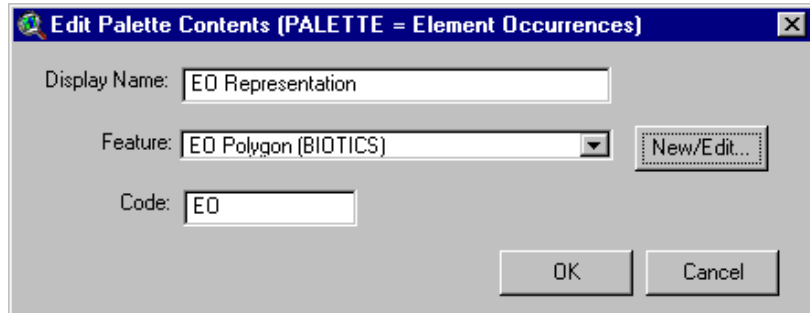 Edit Palette Contents (PALETTE = Element Occurrences)
Display Name: EO Representation
Feature: EO Polygon (BIOTICS) New/Edit...
Code: EO
OK Cancel